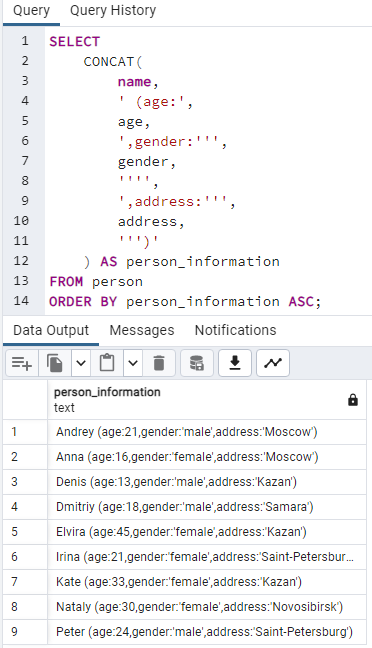 Query Query History
1 SELECT
2 CONCAT(
3 name,
4 ' (age:',
5 age,
6 ',gender:''',
7 gender,
8 '''',
9 ',address:''',
10 address,
11 ''')'
12 ) AS person_information
13 FROM person
14 ORDER BY person_information ASC;
Data Output Messages Notifications
person_information
text
1 Andrey (age:21,gender:'male',address:'Moscow')
2 Anna (age:16,gender:'female',address:'Moscow')
3 Denis (age:13,gender:'male',address:'Kazan')
4 Dmitriy (age:18,gender:'male',address:'Samara')
5 Elvira (age:45,gender:'female',address:'Kazan')
6 Irina (age:21,gender:'female',address:'Saint-Petersbur...
7 Kate (age:33,gender:'female',address:'Kazan')
8 Nataly (age:30,gender:'female',address:'Novosibirsk')
9 Peter (age:24,gender:'male',address:'Saint-Petersburg')